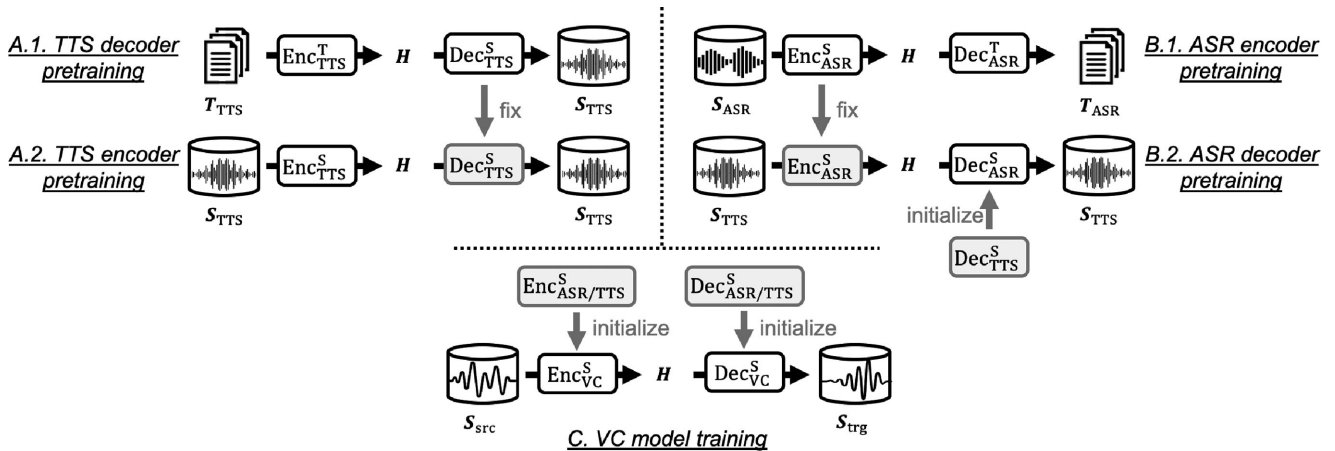 A.1. TTS decoder
pretraining
T_TTS
Enc^T_TTS
H
Dec^S_TTS
S_TTS
fix
A.2. TTS encoder
pretraining
S_TTS
Enc^S_TTS
H
Dec^S_TTS
S_TTS
B.1. ASR encoder
pretraining
S_ASR
Enc^S_ASR
H
Dec^T_ASR
T_ASR
fix
B.2. ASR decoder
pretraining
S_TTS
Enc^S_ASR
H
Dec^S_ASR
S_TTS
initialize
Dec^S_TTS
Enc^S_ASR/TTS
Dec^S_ASR/TTS
initialize
initialize
S_src
Enc^S_VC
H
Dec^S_VC
S_trg
C. VC model training